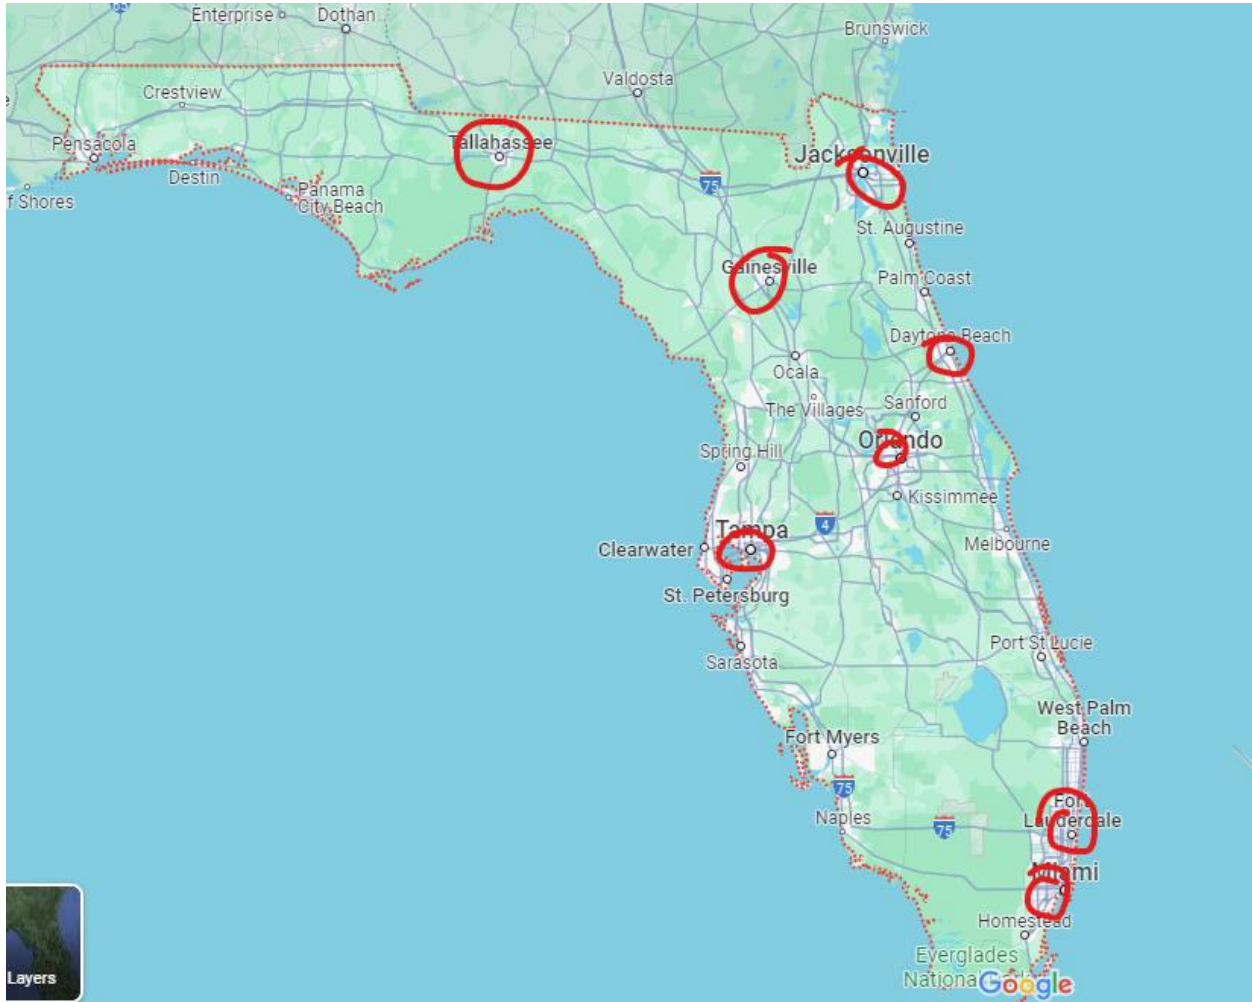 Enterprise
Dothan
Brunswick
Valdosta
Crestview
Pensacola
Tallahassee
Jacksonville
Destin
75
Panama
City Beach
f Shores
St. Augustine
Gainesville
Palm Coast
Daytona Beach
Ocala
The Villages
Sanford
Orlando
Spring Hill
Kissimmee
Tampa
4
Clearwater
Melbourne
St. Petersburg
Port St Lucie
Sarasota
West Palm
Beach
Fort Myers
75
Fort
Lauderdale
Naples
75
Miami
Homestead
Everglades
National
Google
Layers